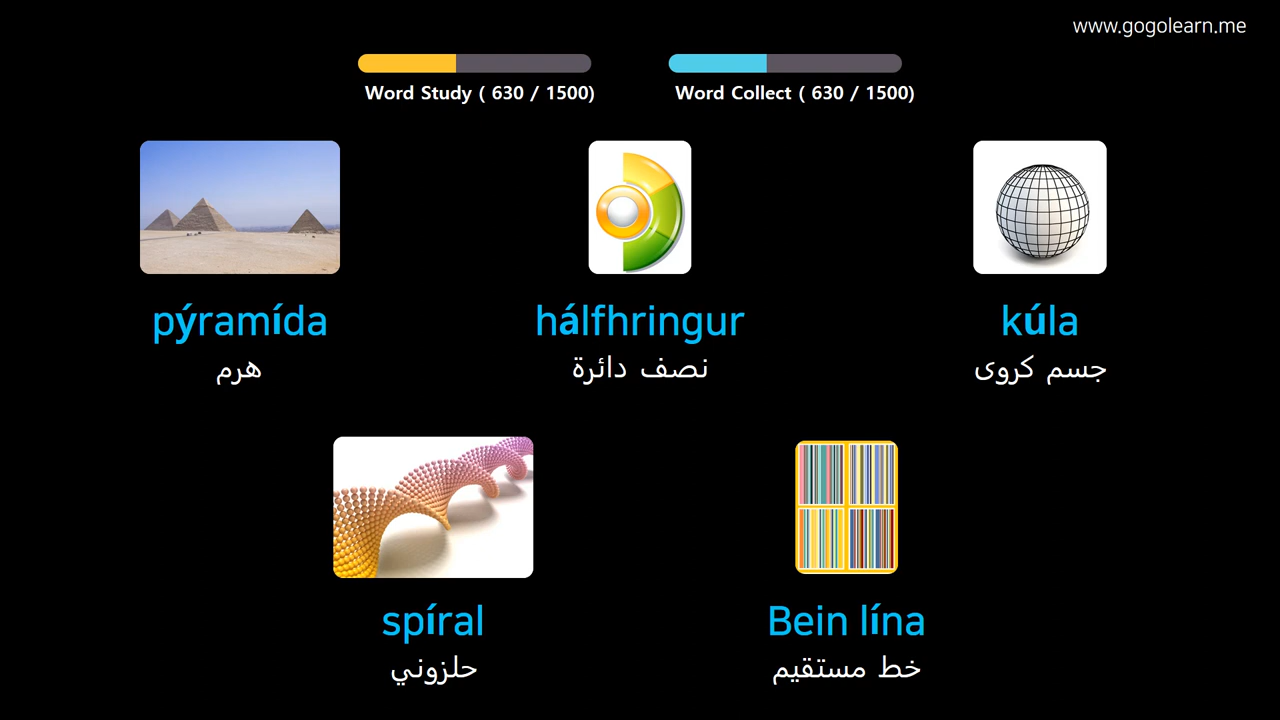 www.gogolearn.me
Word Study ( 630 / 1500)
Word Collect ( 630 / 1500)
pýramída
هرم
hálfhringur
نصف دائرة
kúla
جسم كروى
spíral
حلزوني
Bein lína
خط مستقيم